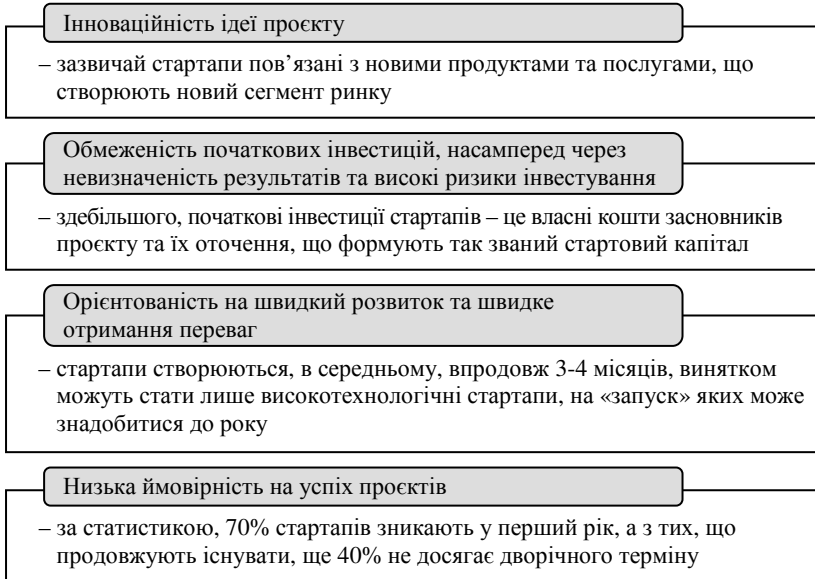 Інноваційність ідеї проєкту
– зазвичай стартапи пов’язані з новими продуктами та послугами, що
створюють новий сегмент ринку
Обмеженість початкових інвестицій, насамперед через
невизначеність результатів та високі ризики інвестування
– здебільшого, початкові інвестиції стартапів – це власні кошти засновників
проєкту та їх оточення, що формують так званий стартовий капітал
Орієнтованість на швидкий розвиток та швидке
отримання переваг
– стартапи створюються, в середньому, впродовж 3-4 місяців, винятком
можуть стати лише високотехнологічні стартапи, на «запуск» яких може
знадобитися до року
Низька ймовірність на успіх проєктів
– за статистикою, 70% стартапів зникають у перший рік, а з тих, що
продовжують існувати, ще 40% не досягає дворічного терміну